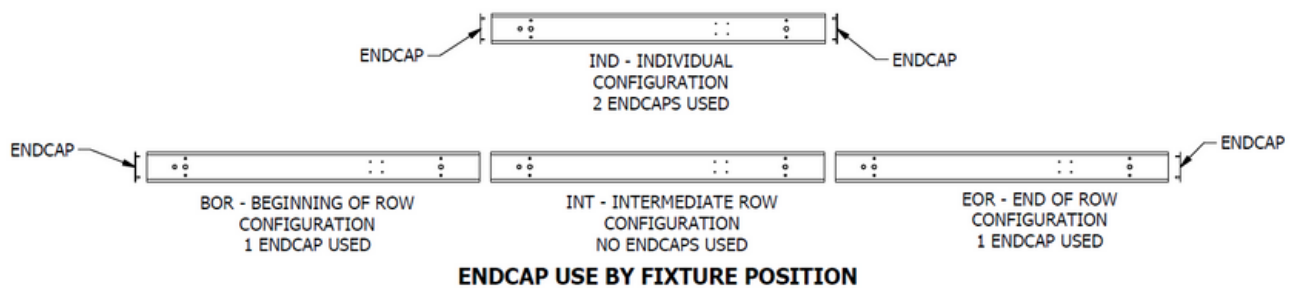 ENDCAP
ENDCAP
IND - INDIVIDUAL
CONFIGURATION
2 ENDCAPS USED
ENDCAP
ENDCAP
BOR - BEGINNING OF ROW
CONFIGURATION
1 ENDCAP USED
INT - INTERMEDIATE ROW
CONFIGURATION
NO ENDCAPS USED
EOR - END OF ROW
CONFIGURATION
1 ENDCAP USED
ENDCAP USE BY FIXTURE POSITION